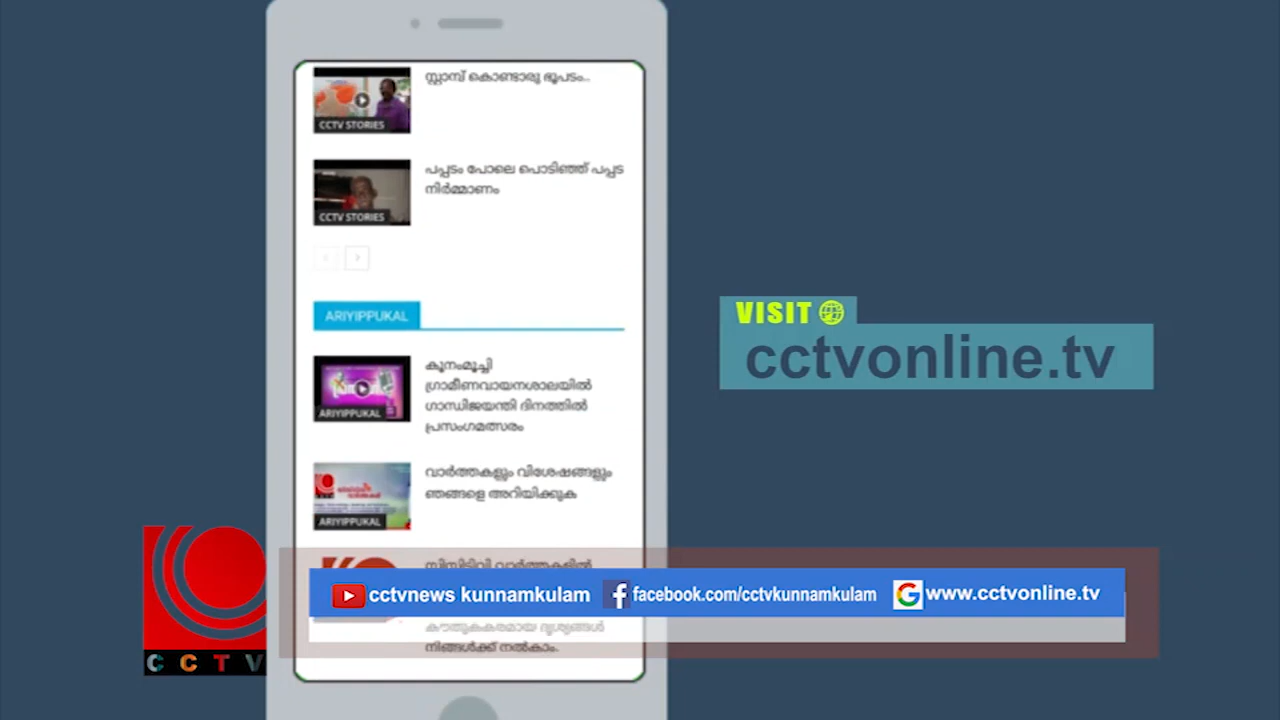 സ്റ്റാമ്പ് കൊണ്ടാരു ഭൂപടം..
CCTV STORIES
പപ്പടം പോലെ പൊടിഞ്ഞ് പപ്പട
നിർമ്മാണം
CCTV STORIES
ARIYIPPUKAL
കൂനംമൂച്ചി
ഗ്രാമീണവായനശാലയിൽ
ഗാന്ധിജയന്തി ദിനത്തിൽ
പ്രസംഗമത്സരം
ARIYIPPUKAL
വാർത്തകളും വിശേഷങ്ങളും
ഞങ്ങളെ അറിയിക്കുക
ARIYIPPUKAL
VISIT
cctvonline.tv
സിസിടിവി വാർത്തകളിൽ
cctvnews kunnamkulam
facebook.com/cctvkunnamkulam
www.cctvonline.tv
കൗതുകകരമായ ദൃശ്യങ്ങൾ
നിങ്ങൾക്ക് നൽകാം.
CCTV